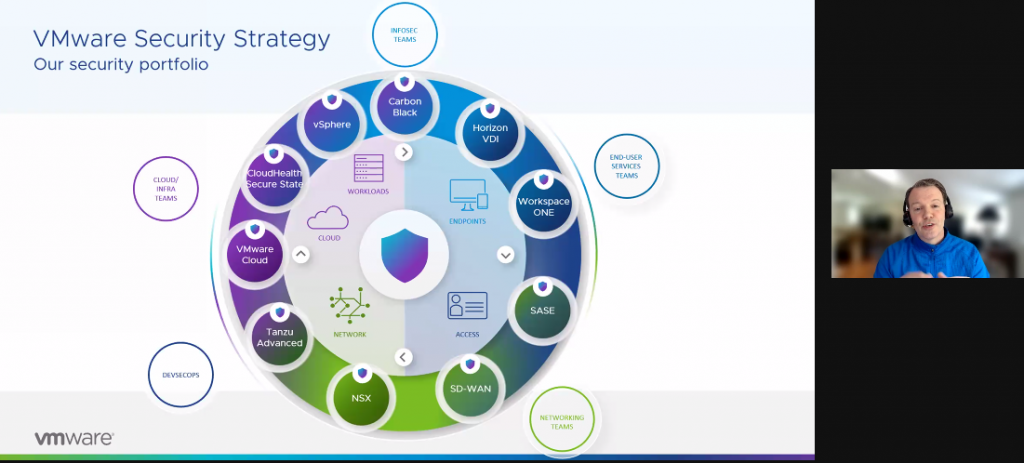 VMware Security Strategy
Our security portfolio
INFOSEC
TEAMS
Carbon
Black
vSphere
Horizon
VDI
CloudHealth
Secure State
WORKLOADS
ENDPOINTS
END-USER
SERVICES
TEAMS
CLOUD/
INFRA
TEAMS
Workspace
ONE
CLOUD
VMware
Cloud
SASE
NETWORK
ACCESS
Tanzu
Advanced
DEVSECOPS
NSX
SD-WAN
NETWORKING
TEAMS
vmware®